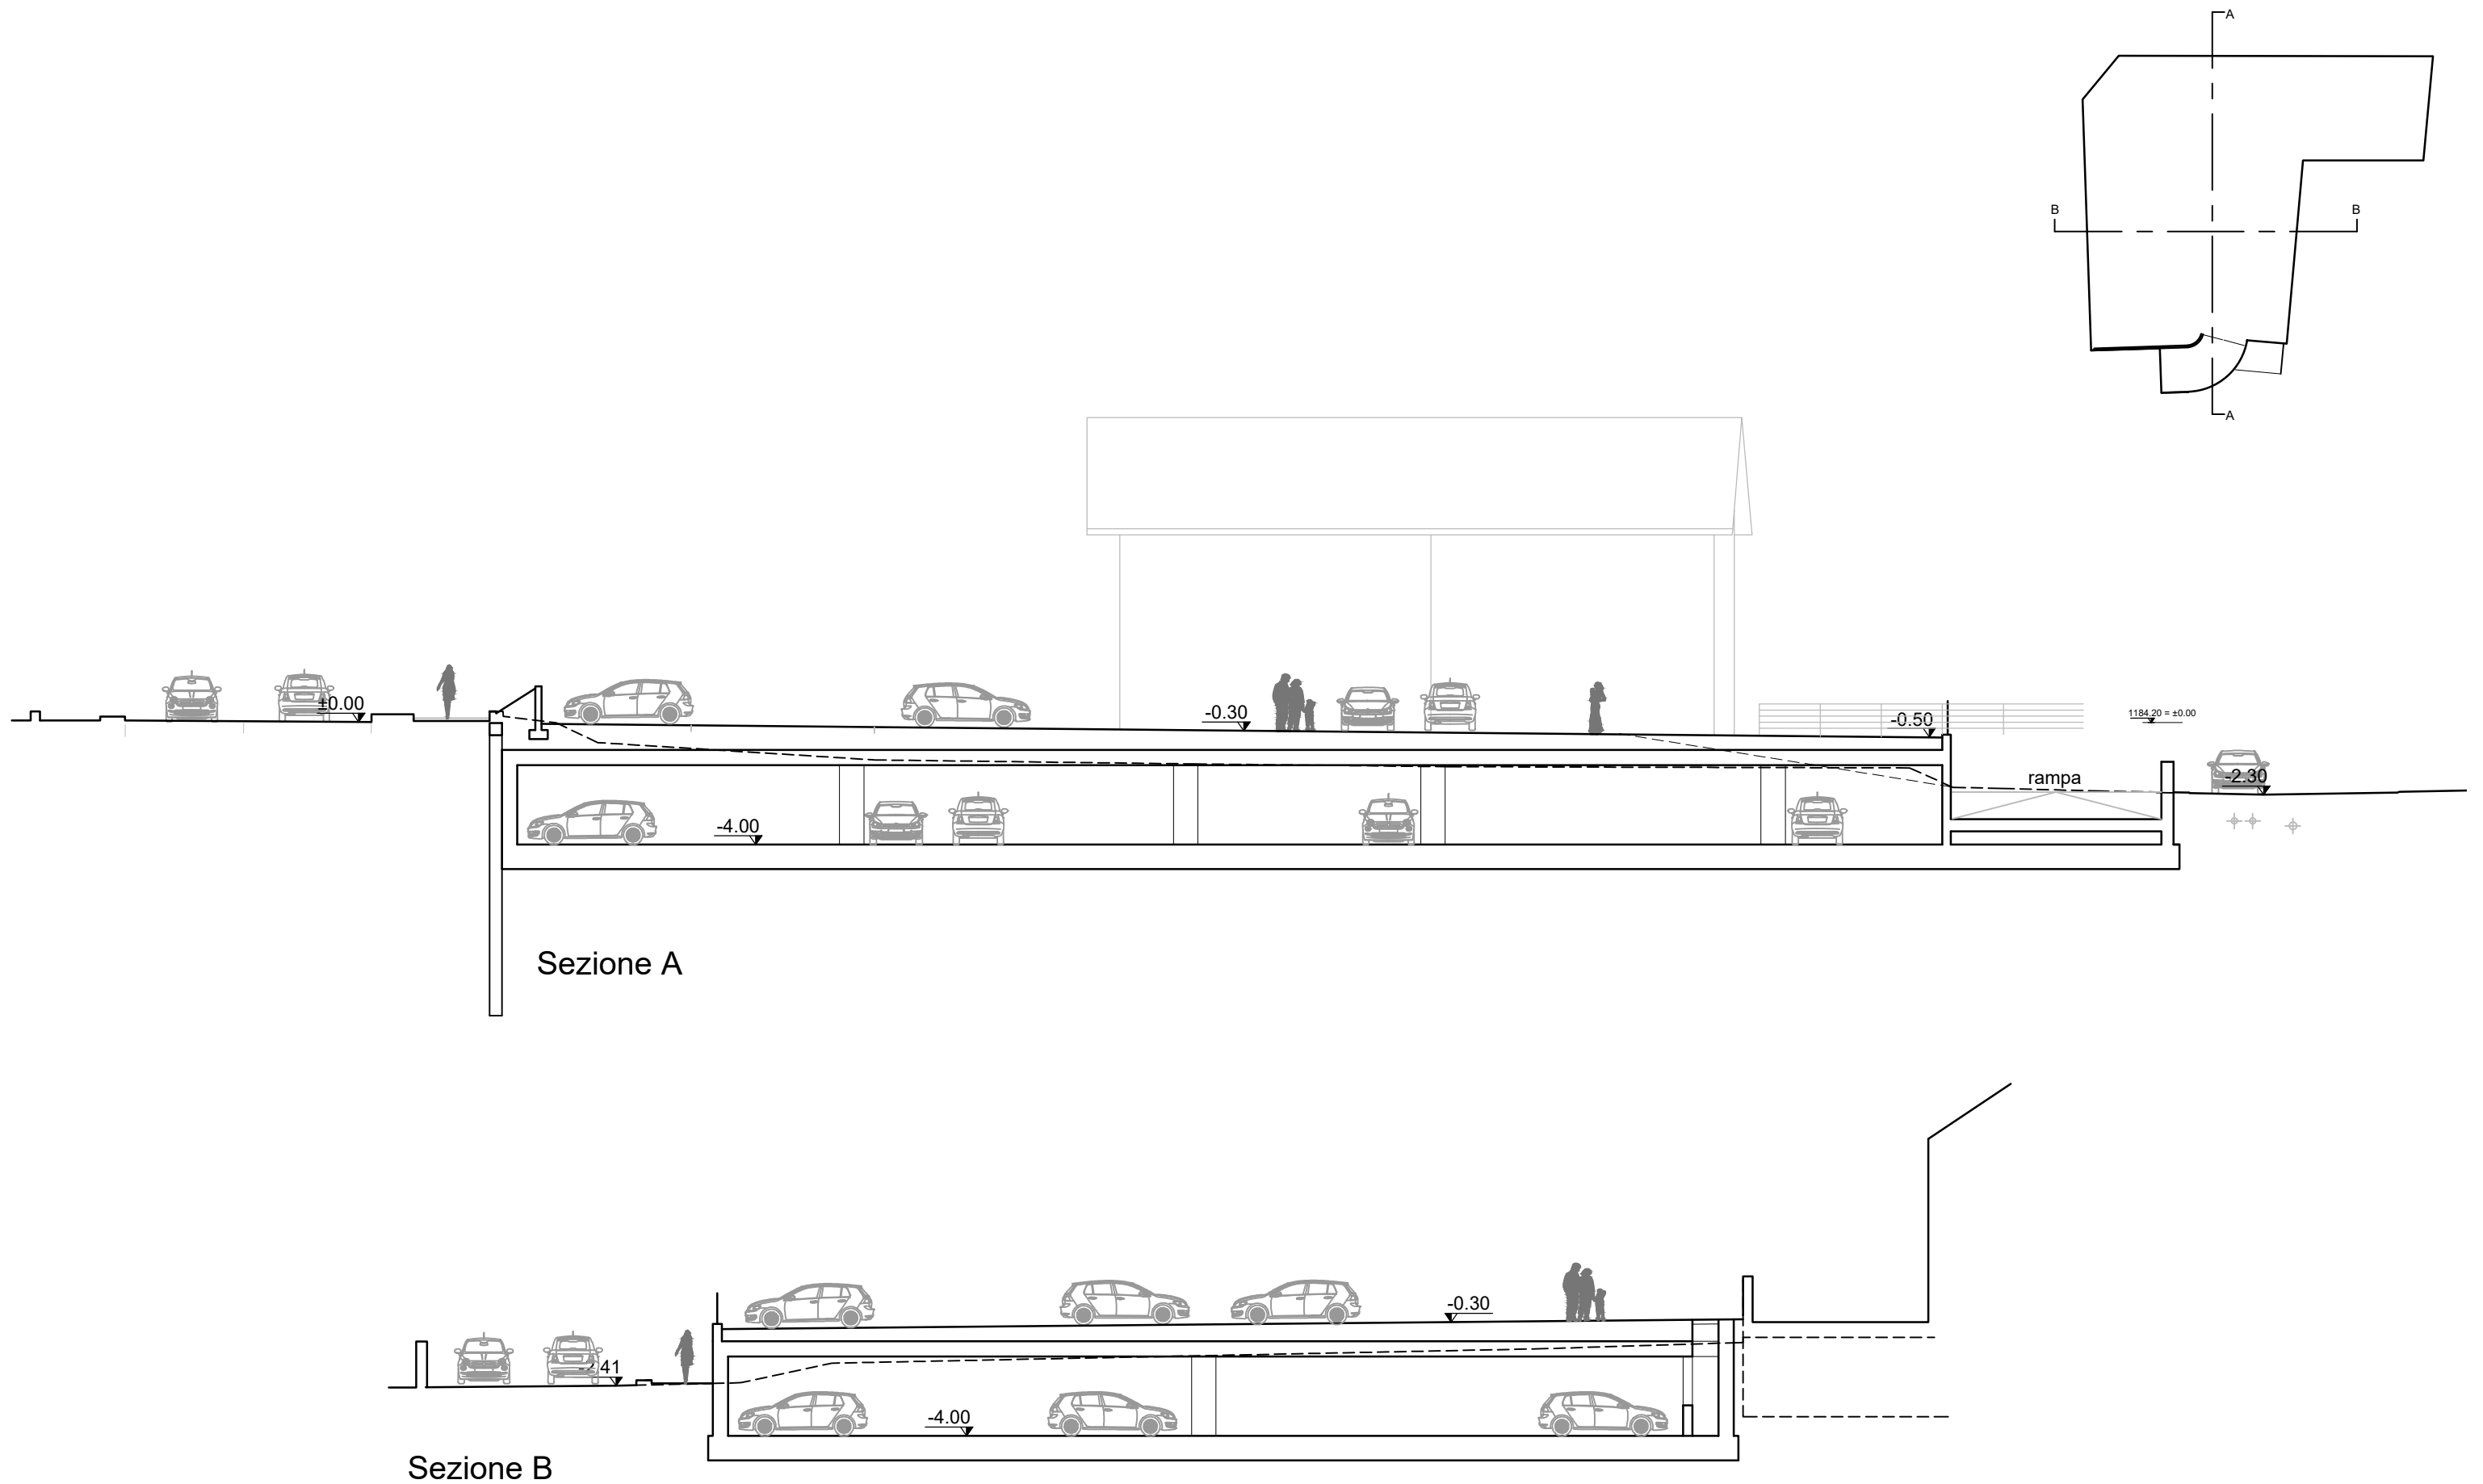 A
B
B
A
±0.00
-0.30
-0.50
1184.20 = ±0.00
rampa
-2.30
-4.00
Sezione A
-0.30
-4.00
Sezione B